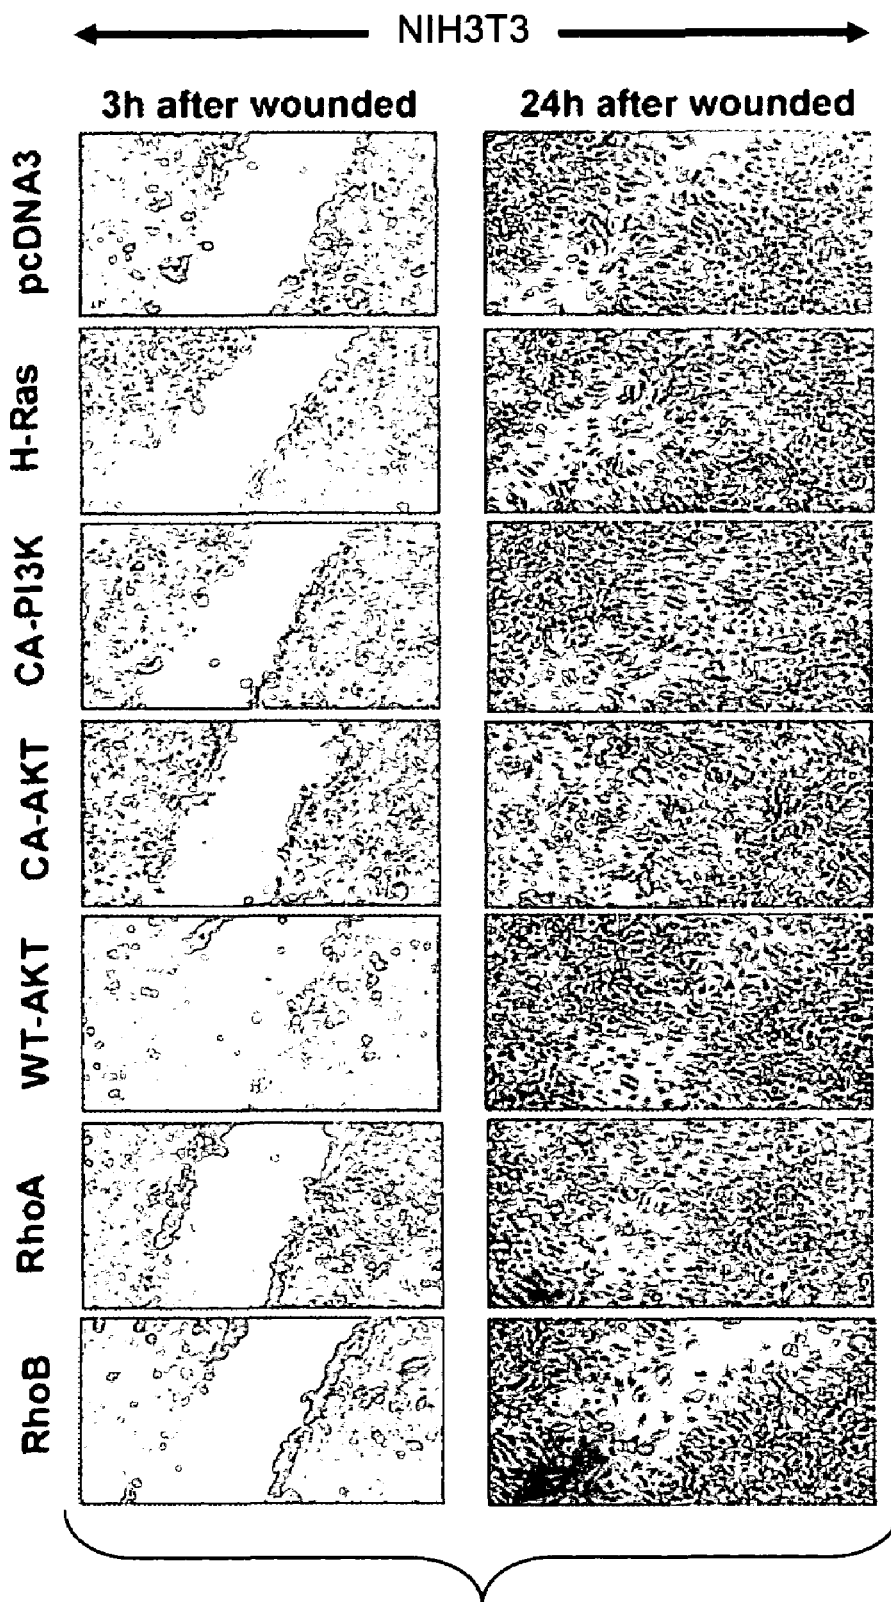 NIH3T3
3h after wounded
24h after wounded
pcDNA3
H-Ras
CA-PI3K
CA-AKT
WT-AKT
RhoA
RhoB